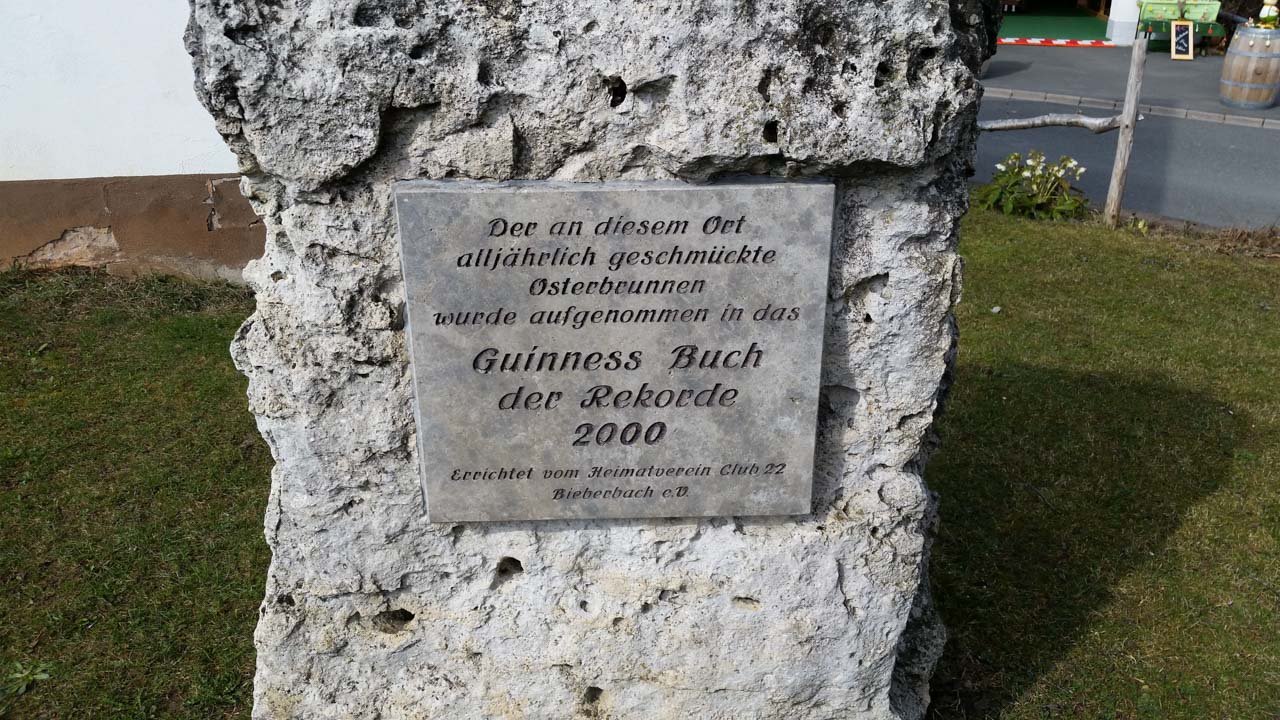 Der an diesem Ort
alljährlich geschmückte
Osterbrunnen
wurde aufgenommen in das
Guinness Buch
der Rekorde
2000
Errichtet vom Heimatverein Club 22
Bieberbach e.V.